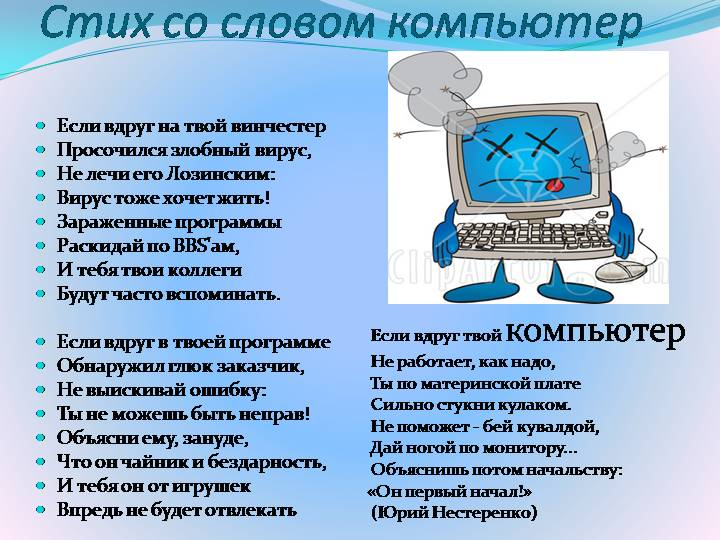 Стих со словом компьютер
Если вдруг на твой винчестер
Просочился злобный вирус,
Не лечи его Лозинским:
Вирус тоже хочет жить!
Зараженные программы
Раскидай по BBS'ам,
И тебя твои коллеги
Будут часто вспоминать.
Если вдруг в твоей программе
Обнаружил глюк заказчик,
Не выискивай ошибку:
Ты не можешь быть неправ!
Объясни ему, зануде,
Что он чайник и бездарность,
И тебя он от игрушек
Впредь не будет отвлекать
Если вдруг твой компьютер
Не работает, как надо,
Ты по материнской плате
Сильно стукни кулаком.
Не поможет - бей кувалдой,
Дай ногой по монитору...
Объяснишь потом начальству:
«Он первый начал!»
(Юрий Нестеренко)